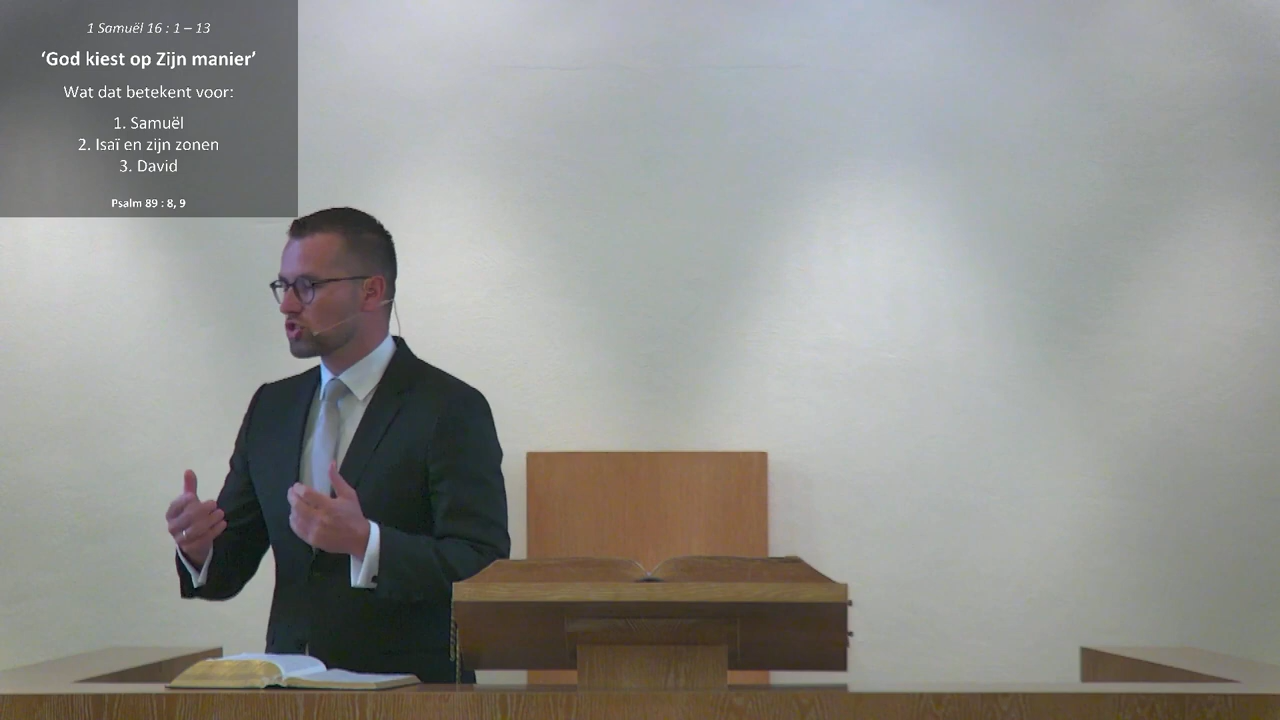 1 Samuël 16 : 1 – 13
‘God kiest op Zijn manier’
Wat dat betekent voor:
1. Samuël
2. Isaï en zijn zonen
3. David
Psalm 89 : 8, 9